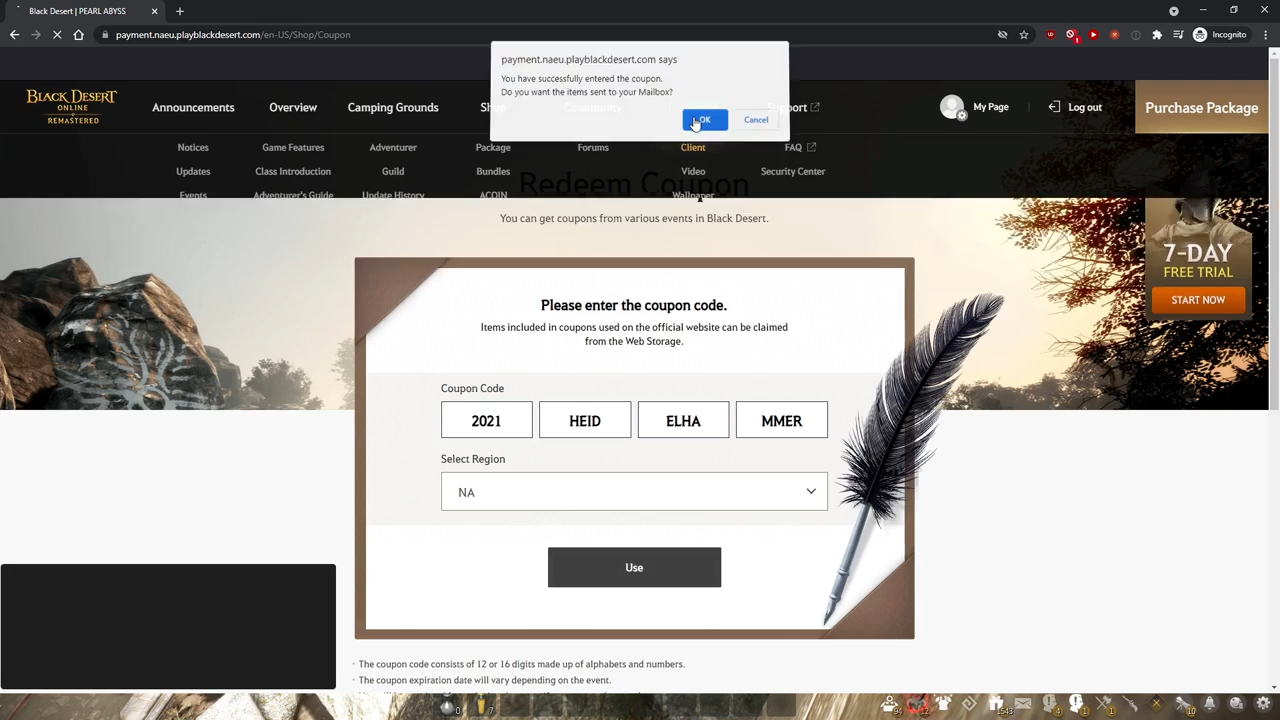 Black Desert | PEARL ABYSS
payment.naeu.playblackdesert.com/en-US/Shop/Coupon
Incognito
payment.naeu.playblackdesert.com says
You have successfully entered the coupon.
Do you want the items sent to your Mailbox?
OK Cancel
BLACK DESERT
ONLINE
REMASTERED
Announcements Overview Camping Grounds Shop Community Support My Page Log out Purchase Package
Notices Game Features Adventurer Package Forums Client FAQ
Updates Class Introduction Guild Bundles Video Security Center
Events Adventurer's Guide Update History ACOIN Wallpaper
Redeem Coupon
You can get coupons from various events in Black Desert.
7-DAY
FREE TRIAL
START NOW
Please enter the coupon code.
Items included in coupons used on the official website can be claimed
from the Web Storage.
Coupon Code
2021 HEID ELHA MMER
Select Region
NA
Use
The coupon code consists of 12 or 16 digits made up of alphabets and numbers.
The coupon expiration date will vary depending on the event.